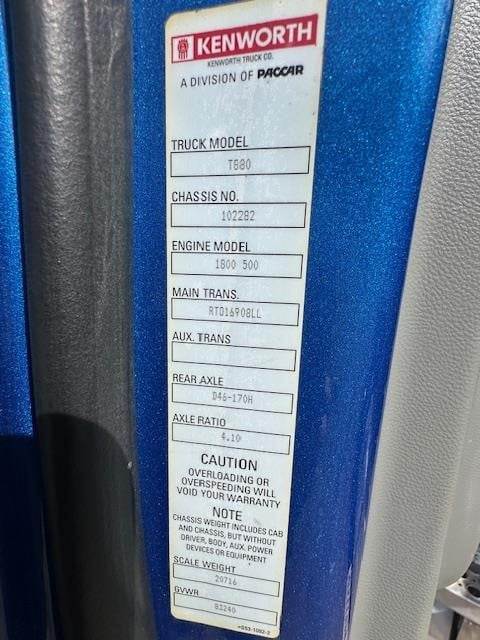 KENWORTH
KENWORTH TRUCK CO.
A DIVISION OF PACCAR
TRUCK MODEL
T880
CHASSIS NO.
102282
ENGINE MODEL
1800 500
MAIN TRANS.
RTO16908LL
AUX. TRANS
REAR AXLE
D46-170H
AXLE RATIO
4.10
CAUTION
OVERLOADING OR
OVERSPEEDING WILL
VOID YOUR WARRANTY
NOTE
CHASSIS WEIGHT INCLUDES CAB
AND CHASSIS, BUT WITHOUT
DRIVER, BODY, AUX. POWER
DEVICES OR EQUIPMENT
SCALE WEIGHT
20716
GVWR